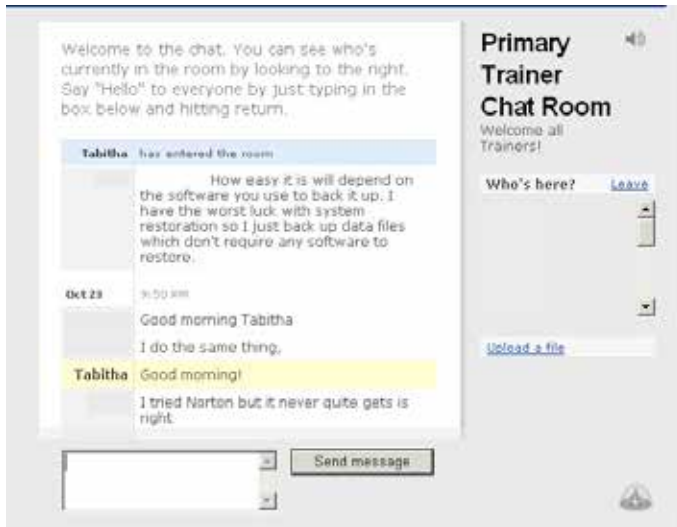 Welcome to the chat. You can see who's
currently in the room by looking to the right.
Say "Hello" to everyone by just typing in the
box below and hitting return.
Tabitha has entered the room
How easy it is will depend on
the software you use to back it up. I
have the worst luck with system
restoration so I just back up data files
which don't require any software to
restore.
Oct 23 9:50 AM
Good morning Tabitha
I do the same thing.
Tabitha Good morning!
I tried Norton but it never quite gets is
right
Send message
Primary
Trainer
Chat Room
Welcome all
Trainers!
Who's here? Leave
Upload a file